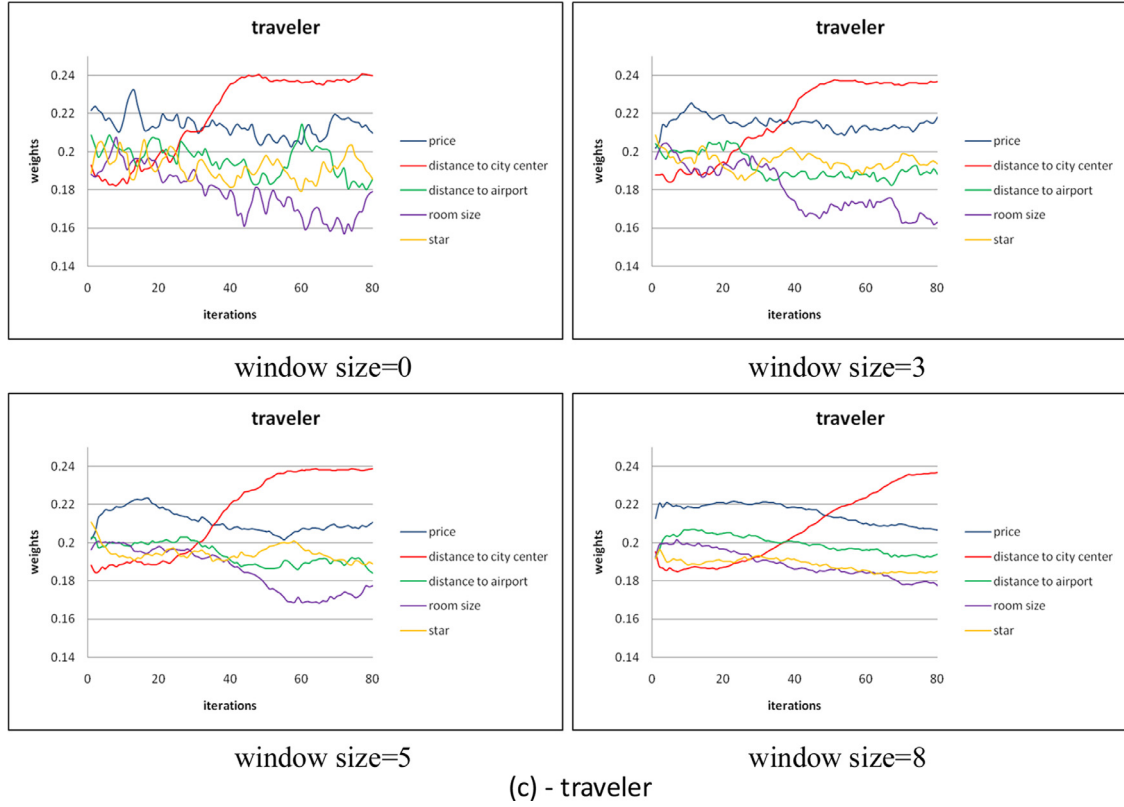 traveler
0.24
0.22
0.2
0.18
0.16
0.14
weights
0 20 40 60 80
iterations
price
distance to city center
distance to airport
room size
star
window size=0
traveler
0.24
0.22
0.2
0.18
0.16
0.14
weights
0 20 40 60 80
iterations
price
distance to city center
distance to airport
room size
star
window size=3
traveler
0.24
0.22
0.2
0.18
0.16
0.14
weights
0 20 40 60 80
iterations
price
distance to city center
distance to airport
room size
star
window size=5
traveler
0.24
0.22
0.2
0.18
0.16
0.14
weights
0 20 40 60 80
iterations
price
distance to city center
distance to airport
room size
star
window size=8
(c) - traveler